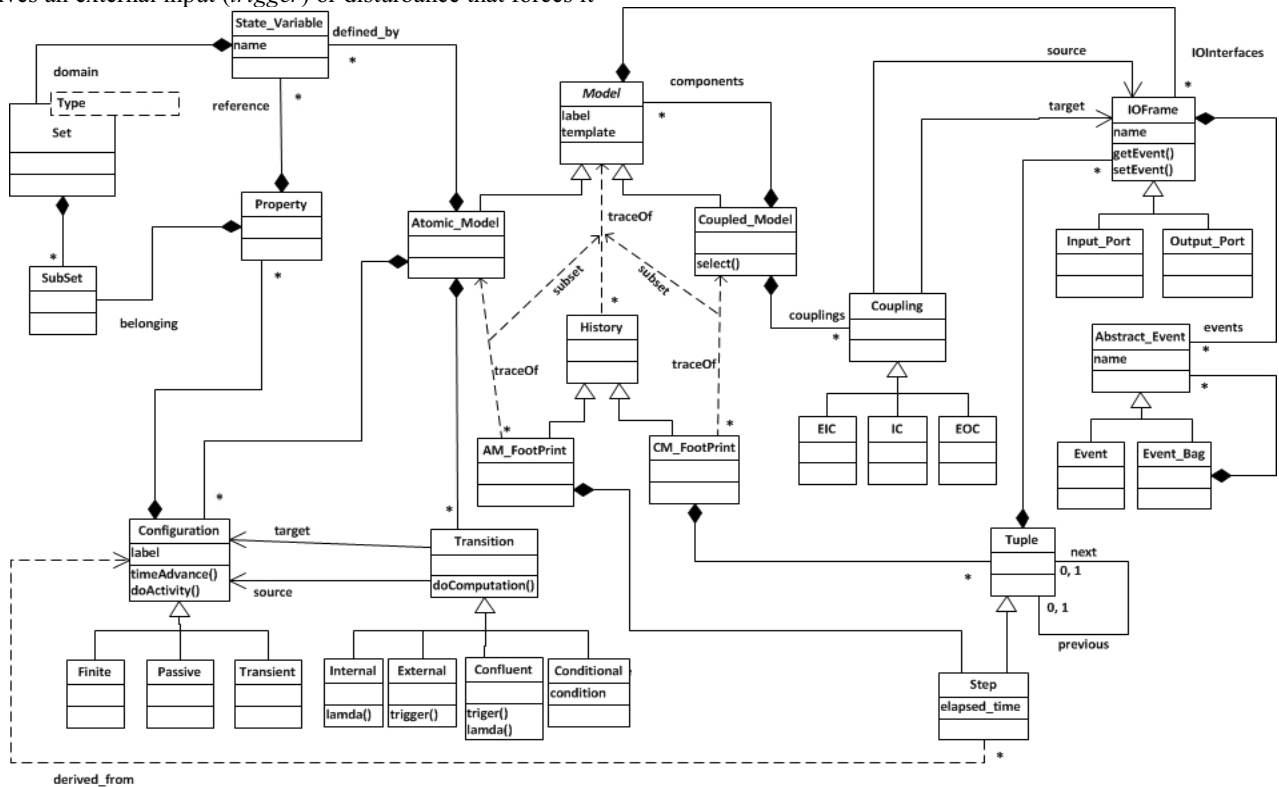 ves an external input (trigger) or disturbance that forces it
State_Variable
name
defined_by
*
domain
Type
Set
reference
*
Property
*
SubSet
*
belonging
Model
label
template
components
*
source
IOInterfaces
*
target
IOFrame
name
getEvent()
setEvent()
*
Input_Port
Output_Port
Atomic_Model
traceOf
Coupled_Model
select()
subset
subset
*
History
traceOf
traceOf
couplings
*
Coupling
Abstract_Event
name
events
*
*
EIC
IC
EOC
Event
Event_Bag
*
AM_FootPrint
*
CM_FootPrint
*
Configuration
label
timeAdvance()
doActivity()
target
source
*
Transition
doComputation()
*
Tuple
next
0, 1
0, 1
previous
Finite
Passive
Transient
Internal
lamda()
External
trigger()
Confluent
triger()
lamda()
Conditional
condition
Step
elapsed_time
*
derived_from